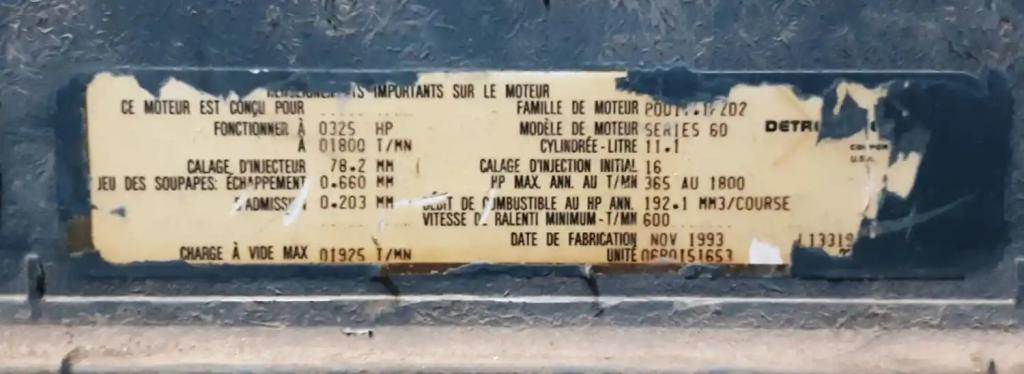 IMPORTANTS SUR LE MOTEUR
CE MOTEUR EST CONÇU POUR
FONCTIONNER À 0325 HP
À 01800 T/MN
CALAGE D'INJECTEUR 78.2 MM
JEU DES SOUPAPES: ÉCHAPPEMENT 0.660 MM
0.203 MM
CHARGE À VIDE MAX 01925 T/MN
FAMILLE DE MOTEUR
MODÈLE DE MOTEUR SERIES 60
CYLINDRÉE-LITRE 11.1
CALAGE D'INJECTION INITIAL 16
HP MAX. ANN. AU T/MN 365 AU 1800
DE COMBUSTIBLE AU HP ANN. 192.1 MM3/COURSE
VITESSE RALENTI MINIMUM-T/MN 600
DATE DE FABRICATION NOV 1993
UNITÉ
U.S.A.